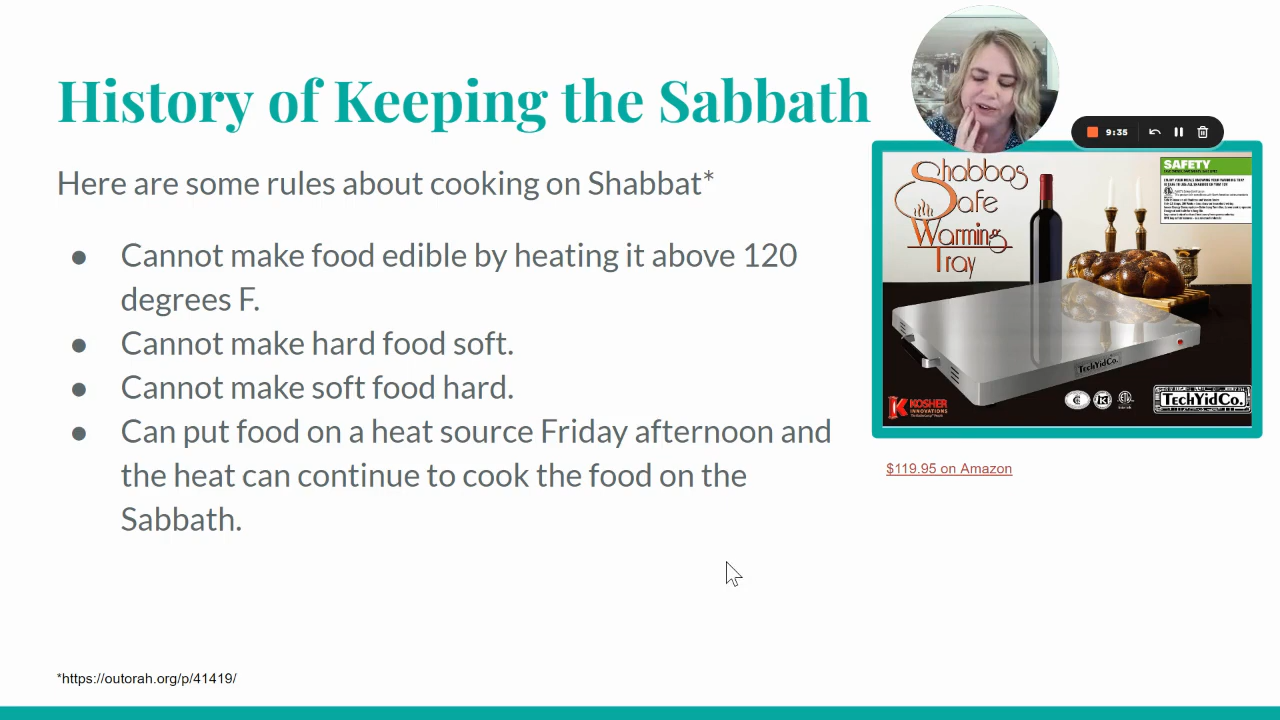 History of Keeping the Sabbath
9:35
Here are some rules about cooking on Shabbat*
● Cannot make food edible by heating it above 120
degrees F.
● Cannot make hard food soft.
● Cannot make soft food hard.
● Can put food on a heat source Friday afternoon and
the heat can continue to cook the food on the
Sabbath.
Shabbos
Safe
Warming
Tray
SAFETY
TechYidCo.
KOSHER
INNOVATIONS
TechYidCo.
$119.95 on Amazon
*https://outorah.org/p/41419/